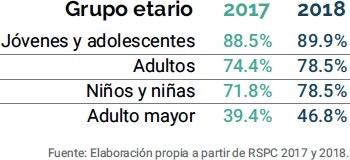 Grupo etario 2017 2018
Jóvenes y adolescentes 88.5% 89.9%
Adultos 74.4% 78.5%
Niños y niñas 71.8% 78.5%
Adulto mayor 39.4% 46.8%
Fuente: Elaboración propia a partir de RSPC 2017 y 2018.